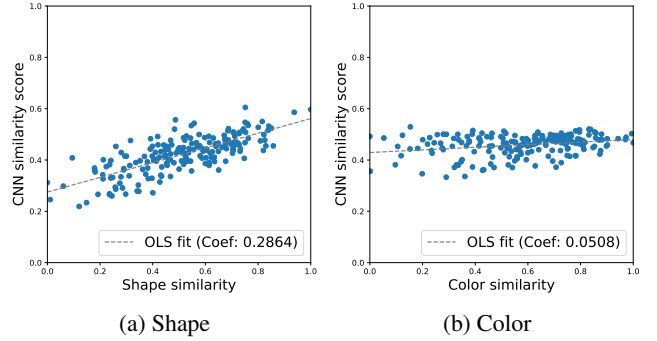 1.0
0.8
0.6
0.4
0.2
0.0
CNN similarity score
0.0 0.2 0.4 0.6 0.8 1.0
Shape similarity
OLS fit (Coef: 0.2864)
(a) Shape
1.0
0.8
0.6
0.4
0.2
0.0
CNN similarity score
0.0 0.2 0.4 0.6 0.8 1.0
Color similarity
OLS fit (Coef: 0.0508)
(b) Color